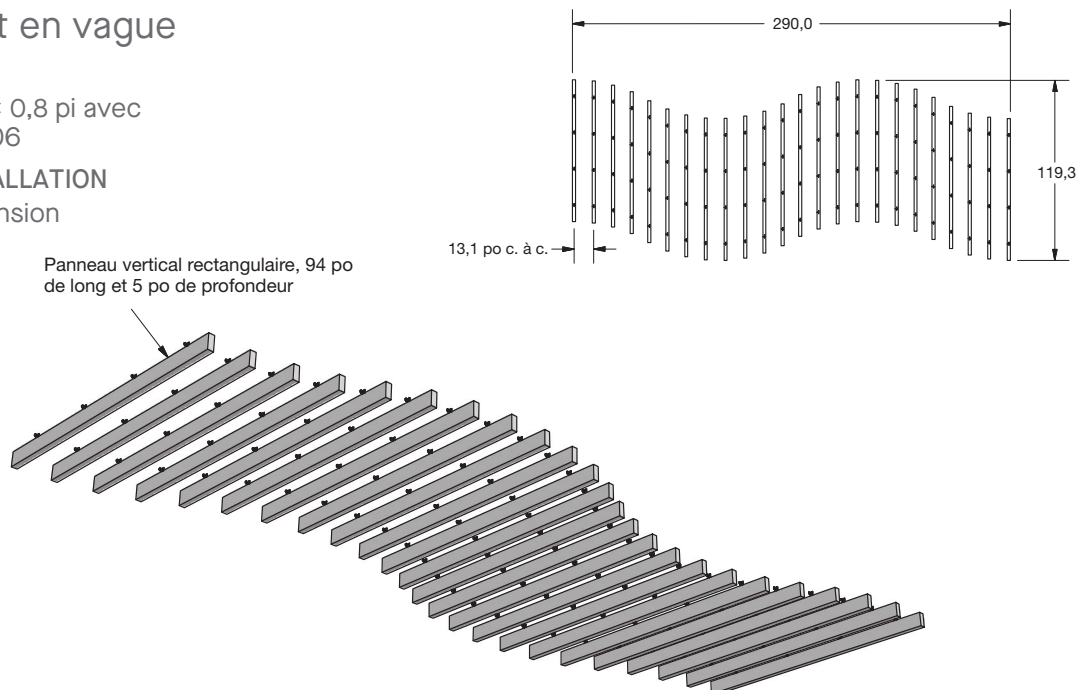 t en vague
0,8 pi avec
06
ALLATION
nsion
290,0
119,3
13,1 po c. à c.
Panneau vertical rectangulaire, 94 po
de long et 5 po de profondeur